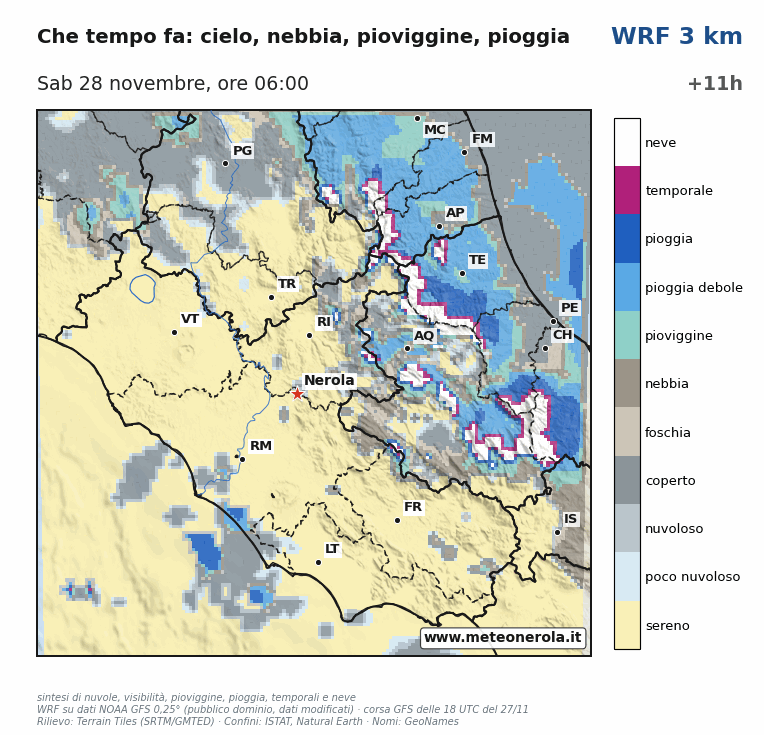 Che tempo fa: cielo, nebbia, pioviggine, pioggia
WRF 3 km
Sab 28 novembre, ore 06:00
+11h
MC
FM
PG
AP
TE
TR
PE
VT
RI
AQ
CH
Nerola
RM
FR
IS
LT
www.meteonerola.it
neve
temporale
pioggia
pioggia debole
pioviggine
nebbia
foschia
coperto
nuvoloso
poco nuvoloso
sereno
sintesi di nuvole, visibilità, pioviggine, pioggia, temporali e neve
WRF su dati NOAA GFS 0,25° (pubblico dominio, dati modificati) · corsa GFS delle 18 UTC del 27/11
Rilievo: Terrain Tiles (SRTM/GMTED) · Confini: ISTAT, Natural Earth · Nomi: GeoNames